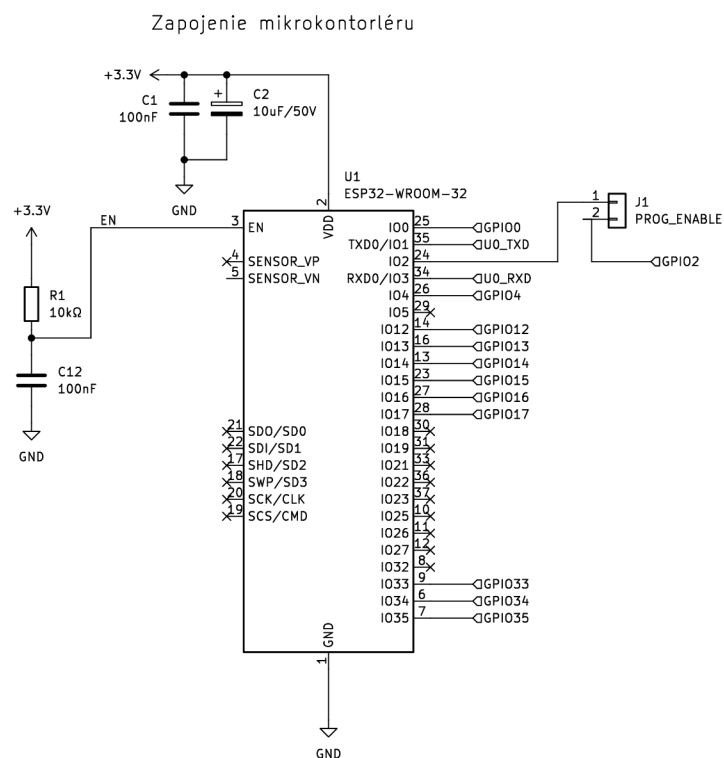 Zapojenie mikrokontorléru
+3.3V
C1
100nF
+
C2
10uF/50V
GND
U1
ESP32-WROOM-32
2
VDD
+3.3V
EN
3
EN
4
SENSOR_VP
5
SENSOR_VN
R1
10kΩ
C12
100nF
GND
21
SDO/SD0
22
SDI/SD1
17
SHD/SD2
18
SWP/SD3
20
SCK/CLK
19
SCS/CMD
IO0
25
GPIO0
TXD0/IO1
35
U0_TXD
IO2
24
RXD0/IO3
34
U0_RXD
IO4
26
GPIO4
IO5
29
IO12
14
GPIO12
IO13
16
GPIO13
IO14
13
GPIO14
IO15
23
GPIO15
IO16
27
GPIO16
IO17
28
GPIO17
IO18
30
IO19
31
IO21
33
IO22
36
IO23
37
IO25
10
IO26
11
IO27
12
IO32
8
IO33
9
GPIO33
IO34
6
GPIO34
IO35
7
GPIO35
1
2
J1
PROG_ENABLE
GPIO2
GND
1
GND